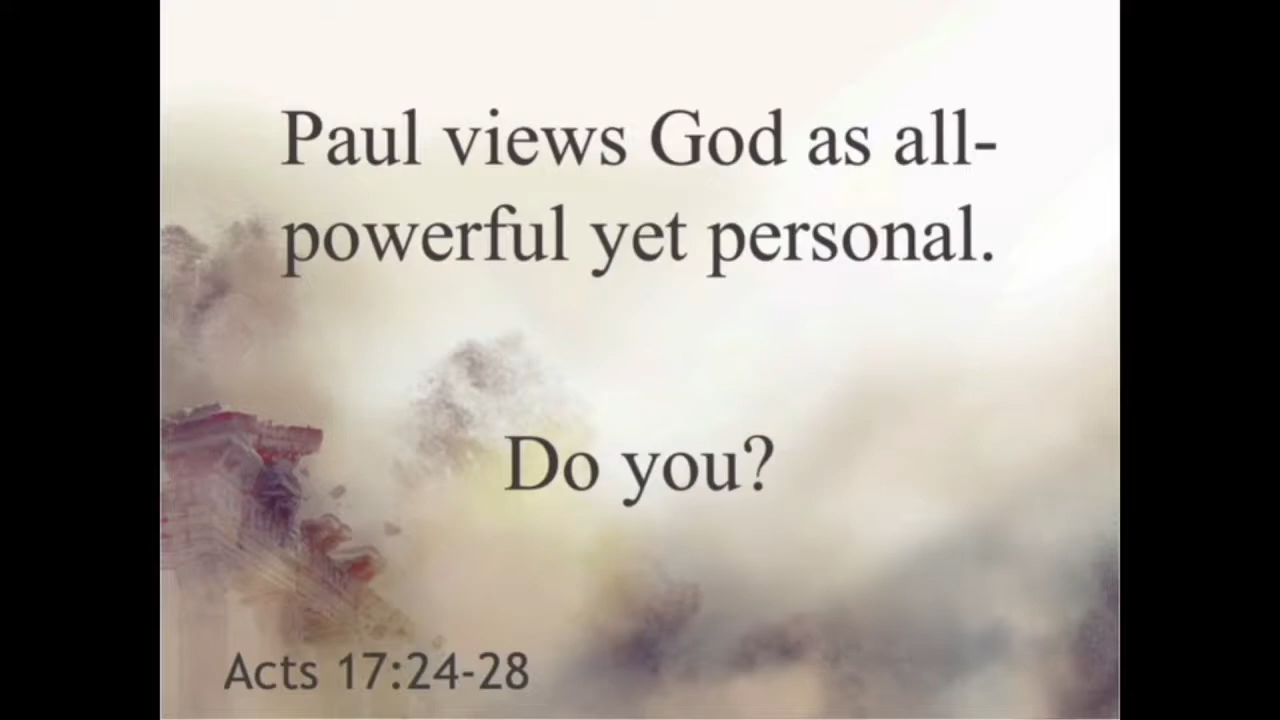 Paul views God as all-
powerful yet personal.
Do you?
Acts 17:24-28